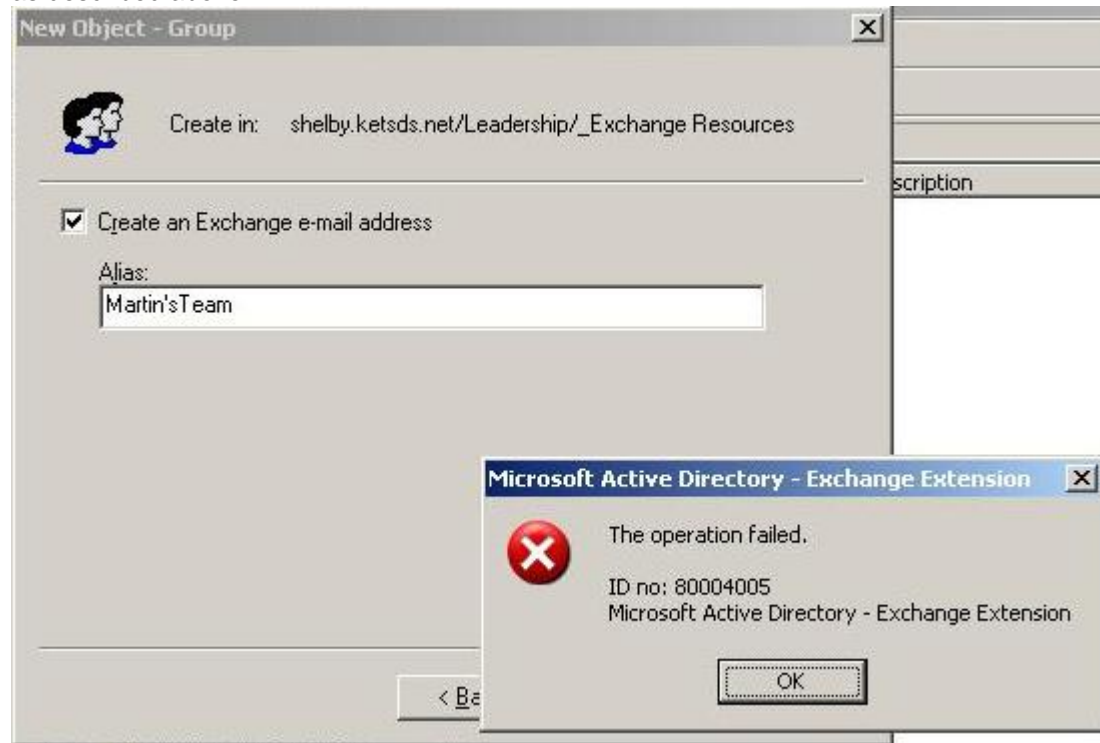 New Object - Group
Create in: shelby.ketsds.net/Leadership/_Exchange Resources
scription
Create an Exchange e-mail address
Alias:
Martin'sTeam
Microsoft Active Directory - Exchange Extension
The operation failed.
ID no: 80004005
Microsoft Active Directory - Exchange Extension
OK
< Ba